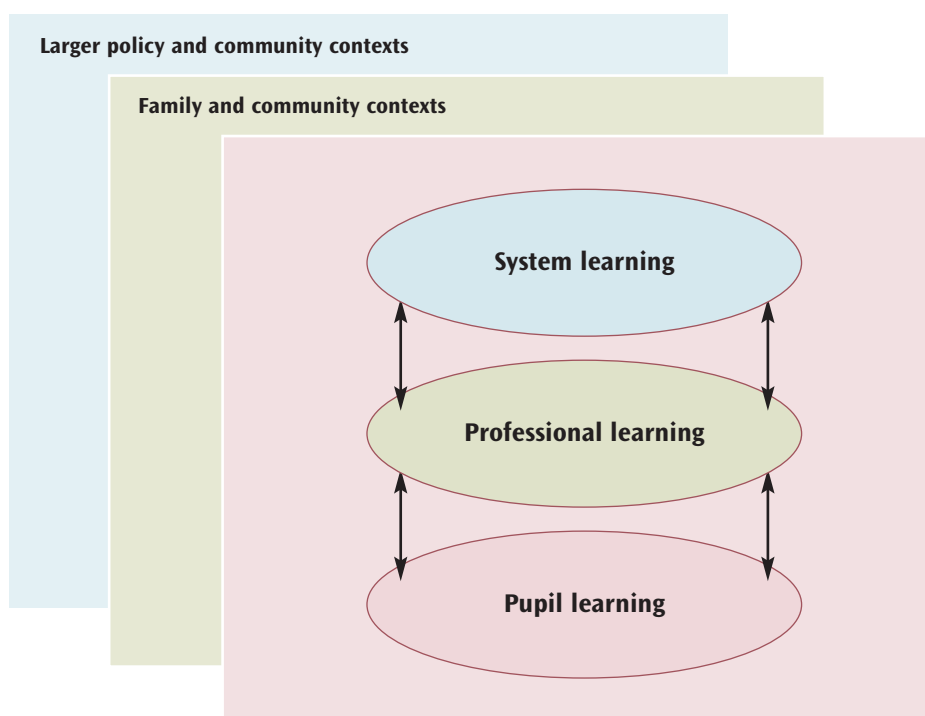 Larger policy and community contexts
Family and community contexts
System learning
Professional learning
Pupil learning